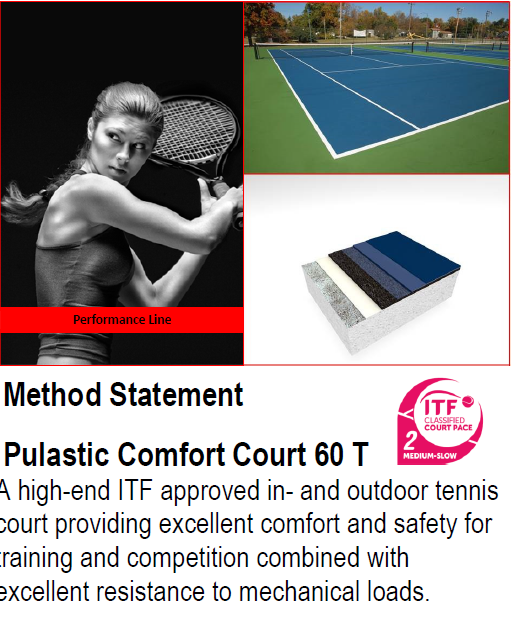 Performance Line
Method Statement
ITF
CLASSIFIED
COURT PACE
2
MEDIUM-SLOW
Pulastic Comfort Court 60 T
A high-end ITF approved in- and outdoor tennis
court providing excellent comfort and safety for
training and competition combined with
excellent resistance to mechanical loads.